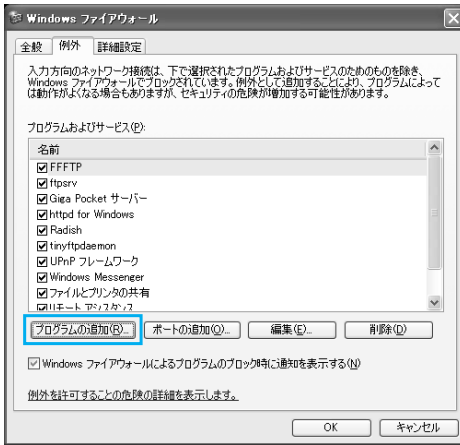 Windows ファイアウォール
全般 例外 詳細設定
入力方向のネットワーク接続は、下で選択されたプログラムおよびサービスのためのものを除き、
Windows ファイアウォールでブロックされています。例外として追加することにより、プログラムによって
は動作がよくなる場合もありますが、セキュリティの危険が増加する可能性があります。
プログラムおよびサービス(P):
名前
FFFTP
ftpsrv
Giga Pocket サーバー
httpd for Windows
Radish
tinyftpdaemon
UPnP フレームワーク
Windows Messenger
ファイルとプリンタの共有
リモート アシスタンス
プログラムの追加(R)... ポートの追加(O)... 編集(E)... 削除(D)
Windows ファイアウォールによるプログラムのブロック時に通知を表示する(N)
例外を許可することの危険の詳細を表示します。
OK キャンセル